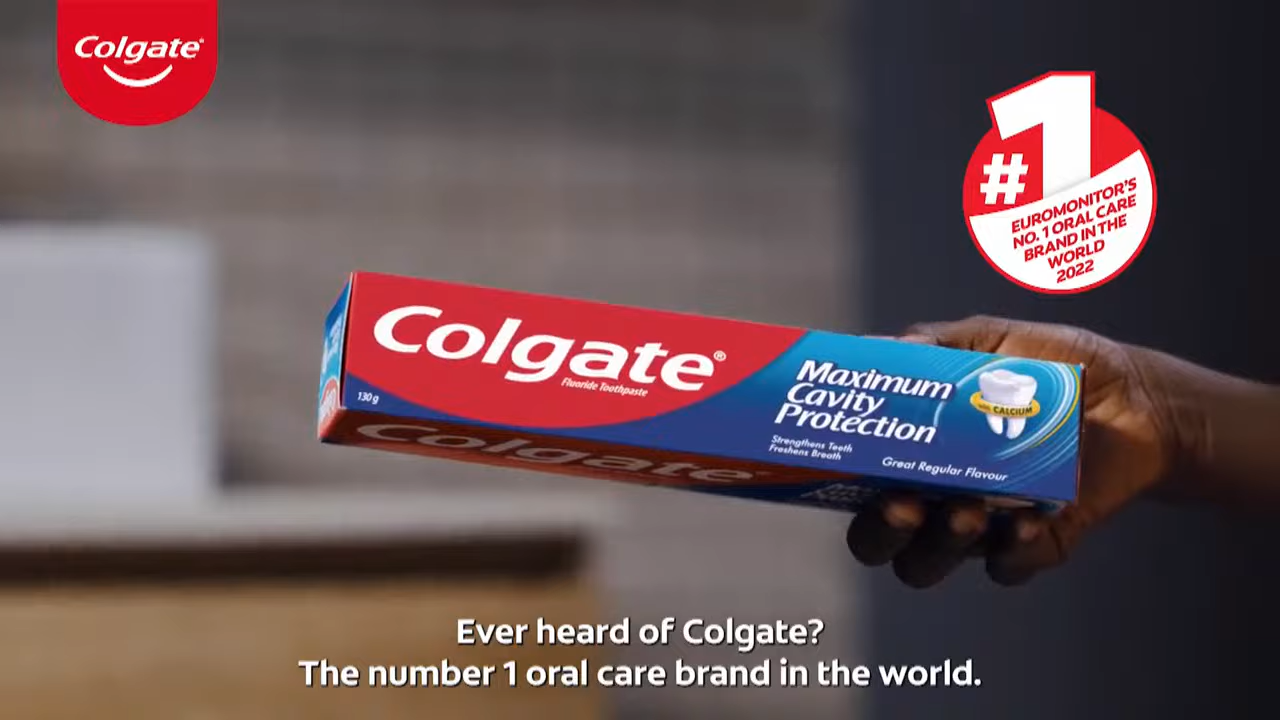 Colgate®
#1
EUROMONITOR'S
NO. 1 ORAL CARE
BRAND IN THE
WORLD
2022
Colgate®
Fluoride Toothpaste
130g
Maximum
Cavity
Protection
Strengthens Teeth
Freshens Breath
CALCIUM
Great Regular Flavour
Colgate
Ever heard of Colgate?
The number 1 oral care brand in the world.